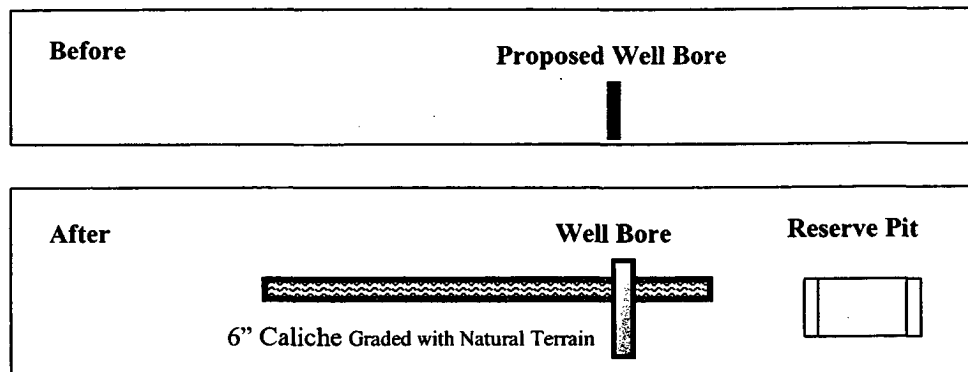 Before
Proposed Well Bore
After
Well Bore
Reserve Pit
6” Caliche Graded with Natural Terrain